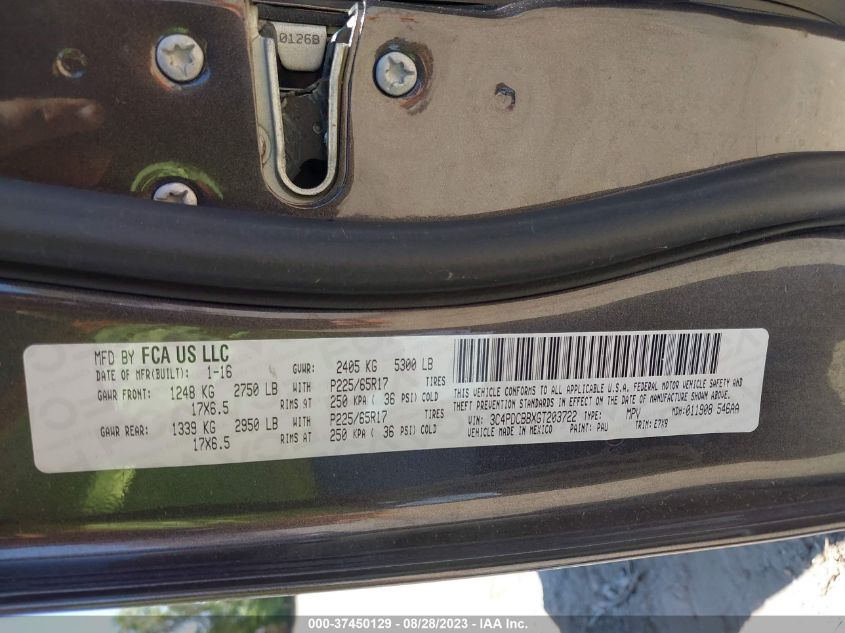 0126B
MFD BY FCA US LLC
DATE OF MFR(BUILT): 1-16 GVWR: 2405 KG 5300 LB
GAWR FRONT: 1248 KG 2750 LB WITH P225/65R17 TIRES
17X6.5 RIMS AT 250 KPA ( 36 PSI) COLD
GAWR REAR: 1339 KG 2950 LB WITH P225/65R17 TIRES
17X6.5 RIMS AT 250 KPA ( 36 PSI) COLD
THIS VEHICLE CONFORMS TO ALL APPLICABLE U.S.A. FEDERAL MOTOR VEHICLE SAFETY AND
THEFT PREVENTION STANDARDS IN EFFECT ON THE DATE OF MANUFACTURE SHOWN ABOVE.
VIN: 3C4PDCBBXGT203722 TYPE: MPV MDH:011908 546AA
VEHICLE MADE IN MEXICO PAINT: PAU TRIM: E7X9
000-37450129 - 08/28/2023 - IAA Inc.